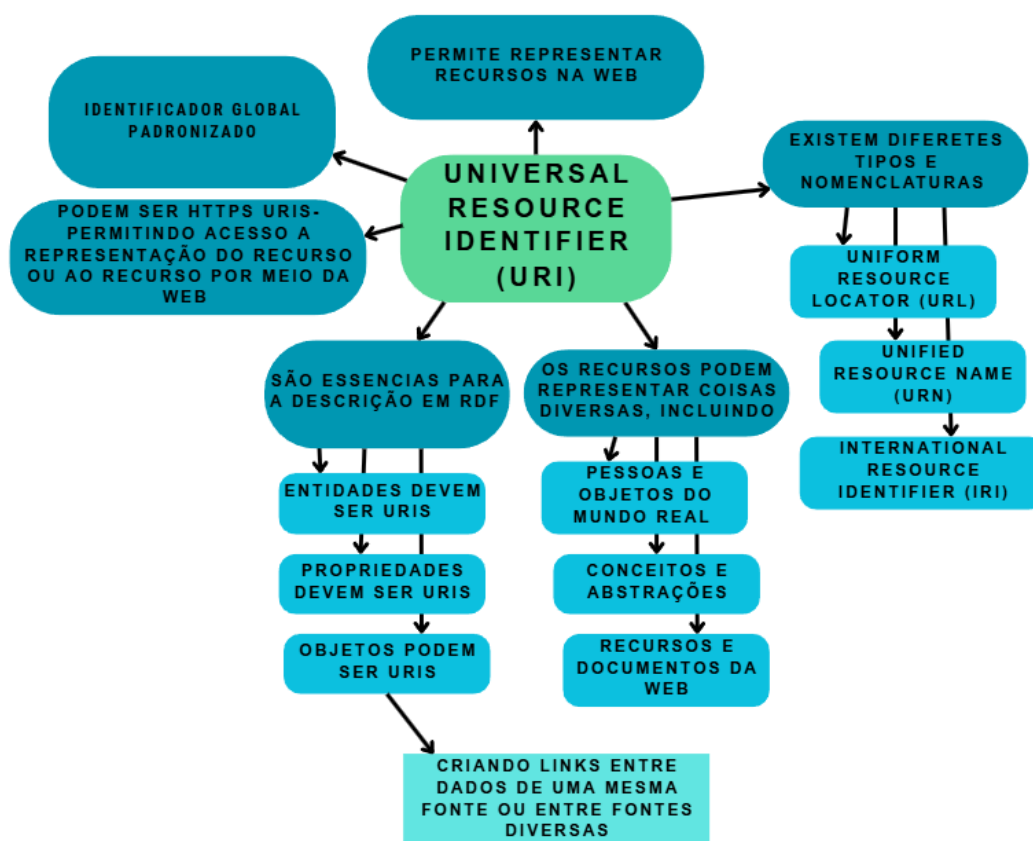 PERMITE REPRESENTAR
RECURSOS NA WEB
IDENTIFICADOR GLOBAL
PADRONIZADO
EXISTEM DIFERETES
TIPOS E
NOMENCLATURAS
UNIVERSAL
RESOURCE
IDENTIFIER
(URI)
PODEM SER HTTPS URIS-
PERMITINDO ACESSO A
REPRESENTAÇÃO DO RECURSO
OU AO RECURSO POR MEIO DA
WEB
UNIFORM
RESOURCE
LOCATOR (URL)
UNIFIED
RESOURCE NAME
(URN)
INTERNATIONAL
RESOURCE
IDENTIFIER (IRI)
SÃO ESSENCIAS PARA
A DESCRIÇÃO EM RDF
ENTIDADES DEVEM
SER URIS
PROPRIEDADES
DEVEM SER URIS
OBJETOS PODEM
SER URIS
CRIANDO LINKS ENTRE
DADOS DE UMA MESMA
FONTE OU ENTRE FONTES
DIVERSAS
OS RECURSOS PODEM
REPRESENTAR COISAS
DIVERSAS, INCLUINDO
PESSOAS E
OBJETOS DO
MUNDO REAL
CONCEITOS E
ABSTRAÇÕES
RECURSOS E
DOCUMENTOS DA
WEB